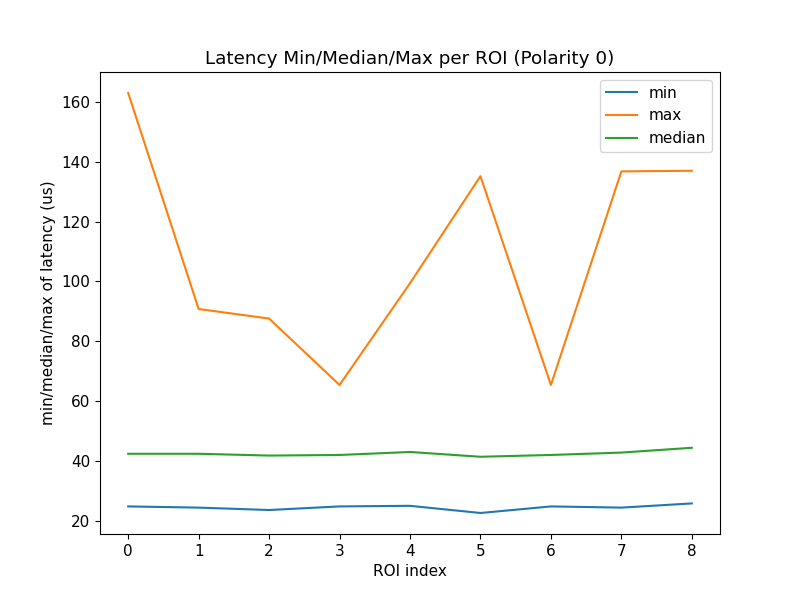 Latency Min/Median/Max per ROI (Polarity 0)
min
max
median
min/median/max of latency (us)
160
140
120
100
80
60
40
20
0 1 2 3 4 5 6 7 8
ROI index